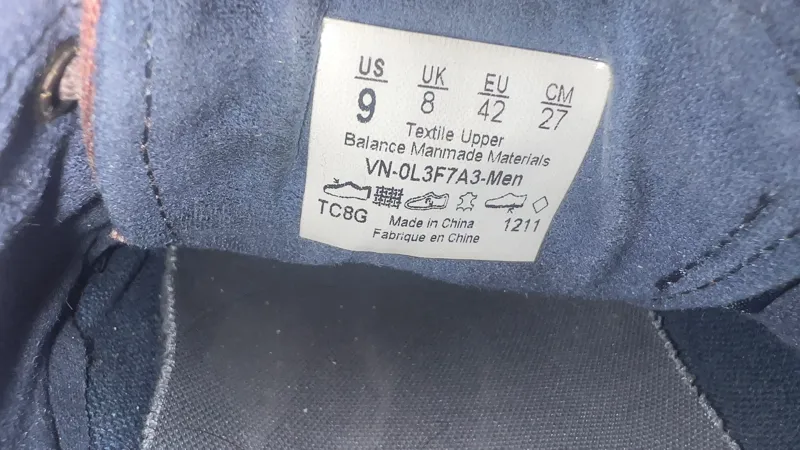 US UK EU CM
9 8 42 27
Textile Upper
Balance Manmade Materials
VN-0L3F7A3-Men
TC8G Made in China 1211
Fabrique en Chine